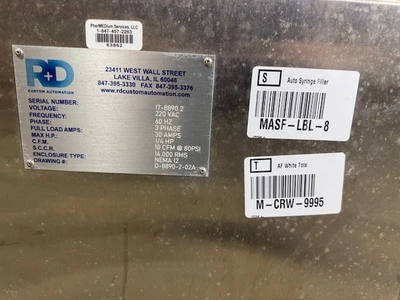 PharMEDium Services, LLC
1-847-457-2263
63862
R+D
CUSTOM AUTOMATION
23411 WEST WALL STREET
LAKE VILLA, IL 60046
847-395-3330 FAX 847-395-3376
www.rdcustomautomation.com
SERIAL NUMBER: 17-8890 2
VOLTAGE: 220 VAC
FREQUENCY: 60 HZ
PHASE: 3 PHASE
FULL LOAD AMPS: 30 AMPS
MAX H.P. 1/4 HP
C.F.M. 10 CFM @ 80PSI
S.C.C.R. 14,000 RMS
ENCLOSURE TYPE: NEMA 12
DRAWING #: D-8890-2-02A
S
Auto Syringe Filler
MASF-LBL-8
T
AF White Tote
M-CRW-9995